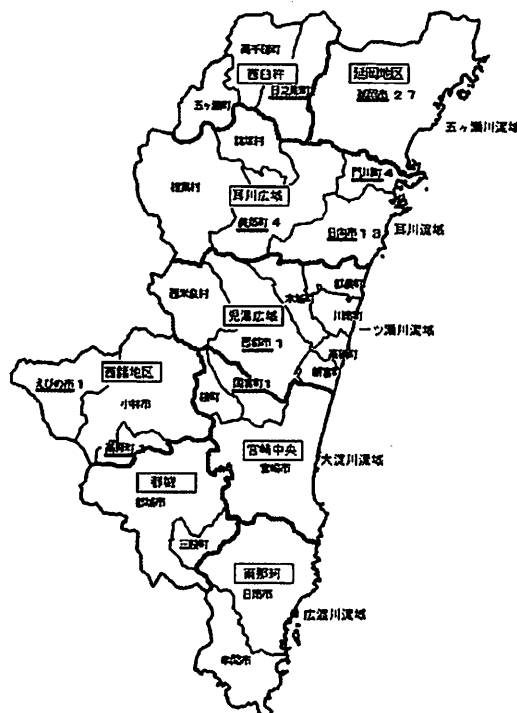 高千穂町
西臼杵
日之影町
五ヶ瀬町
延岡地区
延岡市２７
五ヶ瀬川流域
諸塚村
椎葉村
耳川広域
美郷町４
門川町４
日向市１３
耳川流域
西米良村
児湯広域
西都市１
木城町
都農町
川南町
高鍋町
新富町
一ツ瀬川流域
えびの市１
西諸地区
小林市
高原町１
綾町
国富町１
宮崎中央
宮崎市
大淀川流域
都城
都城市
三股町
南那珂
日南市
広渡川流域
串間市